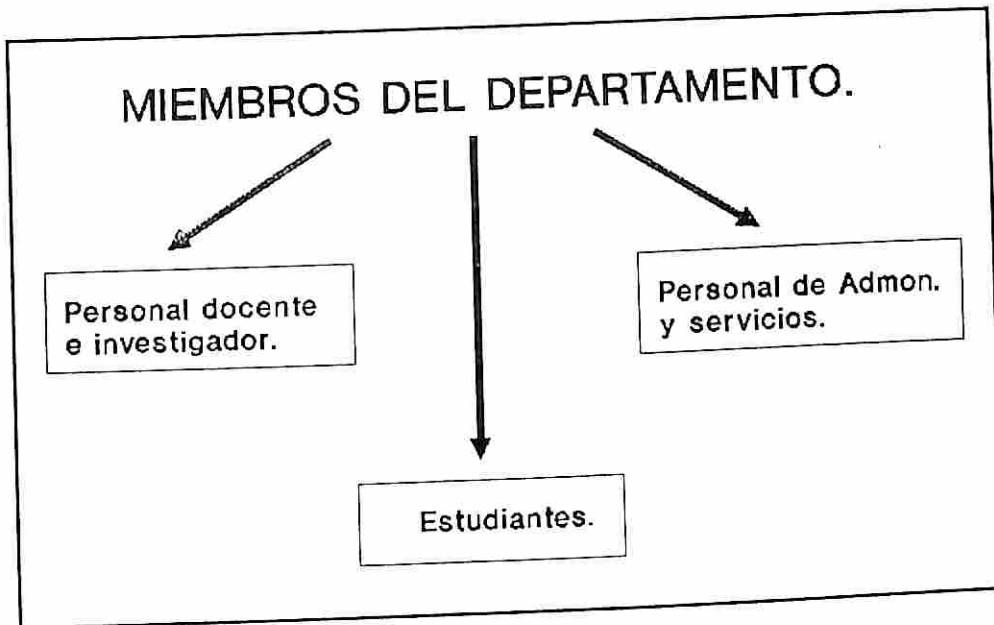 MIEMBROS DEL DEPARTAMENTO.
Personal docente
e investigador.
Personal de Admon.
y servicios.
Estudiantes.